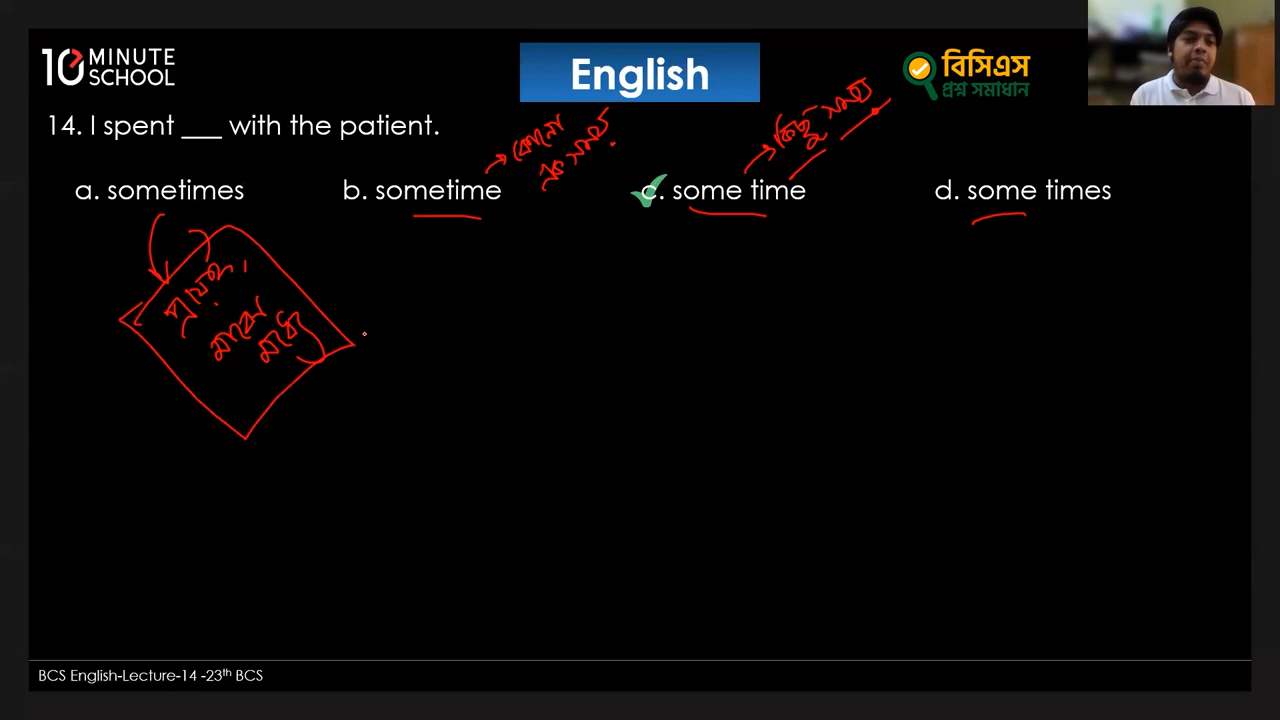 10 MINUTE SCHOOL
English
বিসিএস
প্রশ্ন সমাধান
14. I spent ___ with the patient.
কোনো
এক সময়
কিছু সময়
a. sometimes b. sometime c. some time d. some times
প্রায়ই,
মাঝে
মধ্যে
BCS English-Lecture-14 -23th BCS